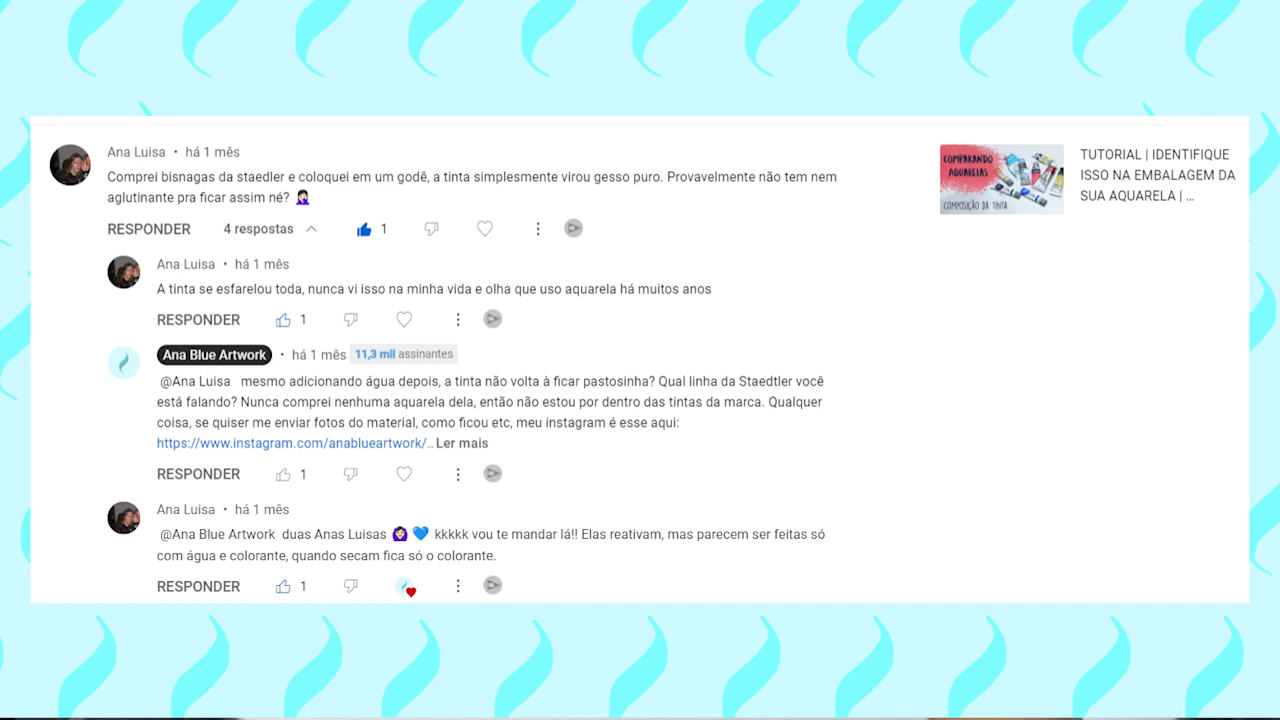 Ana Luisa • há 1 mês
Comprei bisnagas da staedler e coloquei em um godê, a tinta simplesmente virou gesso puro. Provavelmente não tem nem
aglutinante pra ficar assim né? 🤦🏻‍♀️
RESPONDER 4 respostas 1
COMPARANDO
AQUARELAS
COMPOSIÇÃO DA TINTA
TUTORIAL | IDENTIFIQUE
ISSO NA EMBALAGEM DA
SUA AQUARELA | ...
Ana Luisa • há 1 mês
A tinta se esfarelou toda, nunca vi isso na minha vida e olha que uso aquarela há muitos anos
RESPONDER 1
Ana Blue Artwork • há 1 mês 11,3 mil assinantes
@Ana Luisa mesmo adicionando água depois, a tinta não volta à ficar pastosinha? Qual linha da Staedtler você
está falando? Nunca comprei nenhuma aquarela dela, então não estou por dentro das tintas da marca. Qualquer
coisa, se quiser me enviar fotos do material, como ficou etc, meu instagram é esse aqui:
https://www.instagram.com/anablueartwork/... Ler mais
RESPONDER 1
Ana Luisa • há 1 mês
@Ana Blue Artwork duas Anas Luisas 🙆🏻‍♀️ 💙 kkkkk vou te mandar lá!! Elas reativam, mas parecem ser feitas só
com água e colorante, quando secam fica só o colorante.
RESPONDER 1